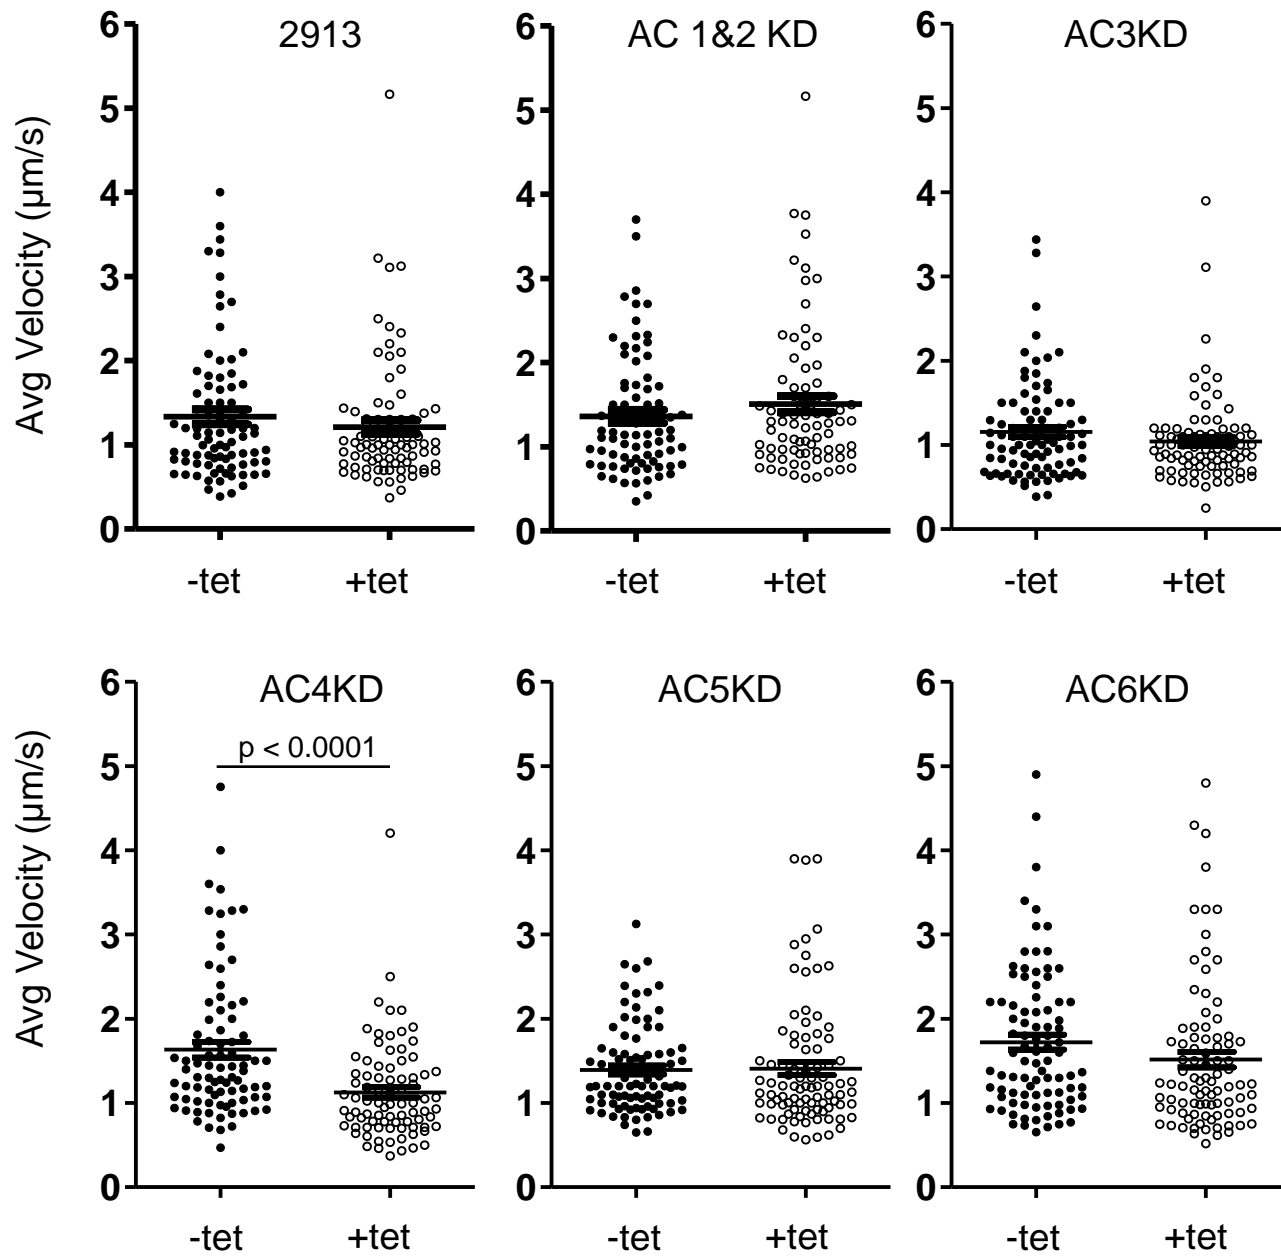 2913
AC 1&2 KD
AC3KD
Avg Velocity (μm/s)
6
5
4
3
2
1
0
6
5
4
3
2
1
0
6
5
4
3
2
1
0
-tet
+tet
-tet
+tet
-tet
+tet
AC4KD
AC5KD
AC6KD
p < 0.0001
Avg Velocity (μm/s)
6
5
4
3
2
1
0
6
5
4
3
2
1
0
6
5
4
3
2
1
0
-tet
+tet
-tet
+tet
-tet
+tet